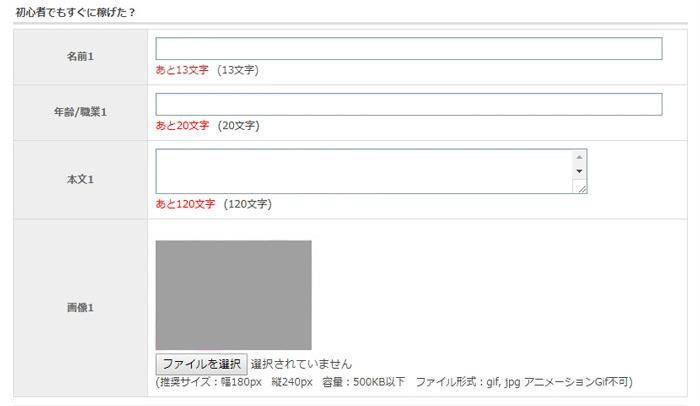 初心者でもすぐに稼げた？
名前1
あと13文字 (13文字)
年齢/職業1
あと20文字 (20文字)
本文1
あと120文字 (120文字)
画像1
ファイルを選択 選択されていません
(推奨サイズ：幅180px 縦240px 容量：500KB以下 ファイル形式：gif, jpg アニメーションGif不可)